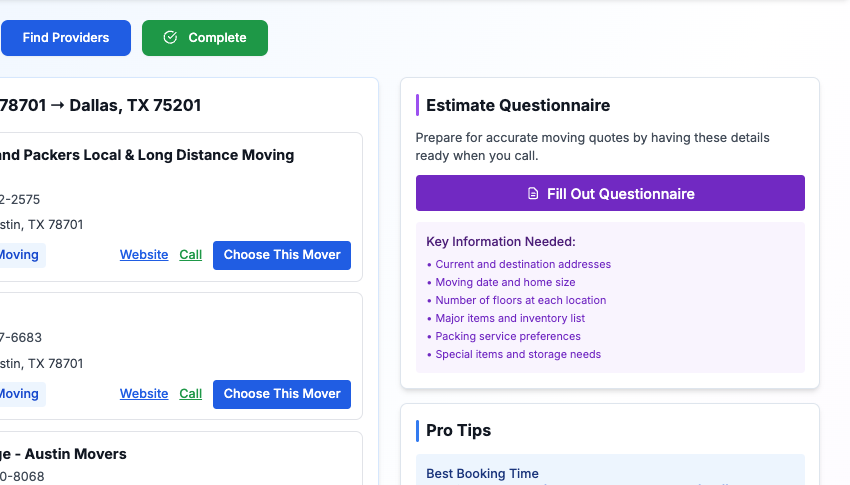 Find Providers
Complete
78701 → Dallas, TX 75201
and Packers Local & Long Distance Moving
2-2575
stin, TX 78701
Moving
Website
Call
Choose This Mover
7-6683
stin, TX 78701
Moving
Website
Call
Choose This Mover
ge - Austin Movers
0-8068
Estimate Questionnaire
Prepare for accurate moving quotes by having these details
ready when you call.
Fill Out Questionnaire
Key Information Needed:
• Current and destination addresses
• Moving date and home size
• Number of floors at each location
• Major items and inventory list
• Packing service preferences
• Special items and storage needs
Pro Tips
Best Booking Time